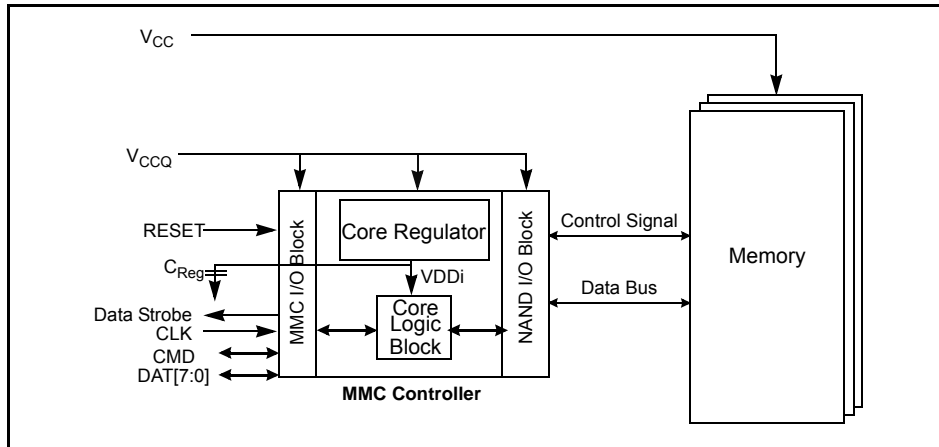 VCC
VCCQ
RESET
CReg
Data Strobe
CLK
CMD
DAT[7:0]
MMC I/O Block
Core Regulator
VDDi
Core
Logic
Block
NAND I/O Block
MMC Controller
Control Signal
Data Bus
Memory